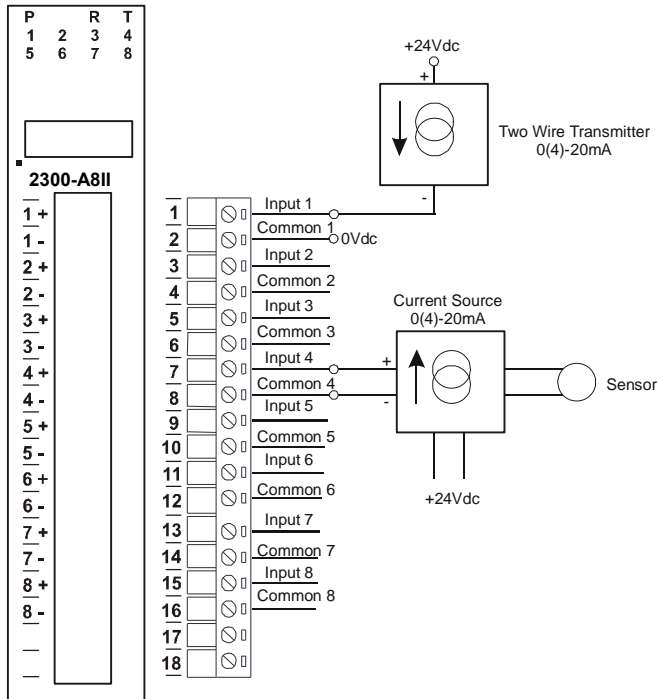 P R T
1 2 3 4
5 6 7 8
2300-A8II
1 +
1 -
2 +
2 -
3 +
3 -
4 +
4 -
5 +
5 -
6 +
6 -
7 +
7 -
8 +
8 -
1 Input 1
2 Common 1 0Vdc
3 Input 2
4 Common 2
5 Input 3
6 Common 3
7 Input 4
8 Common 4
9 Input 5
10 Common 5
11 Input 6
12 Common 6
13 Input 7
14 Common 7
15 Input 8
16 Common 8
17
18
+24Vdc
+
-
Two Wire Transmitter
0(4)-20mA
Current Source
0(4)-20mA
+
-
Sensor
+24Vdc